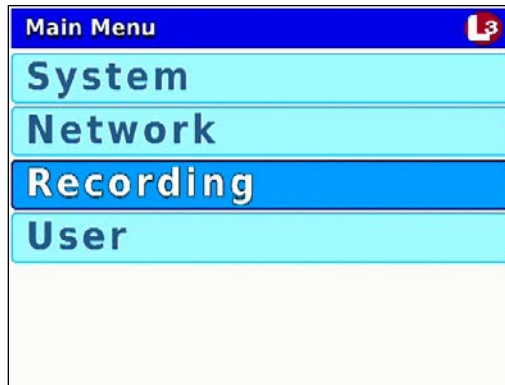 Main Menu
L3
System
Network
Recording
User